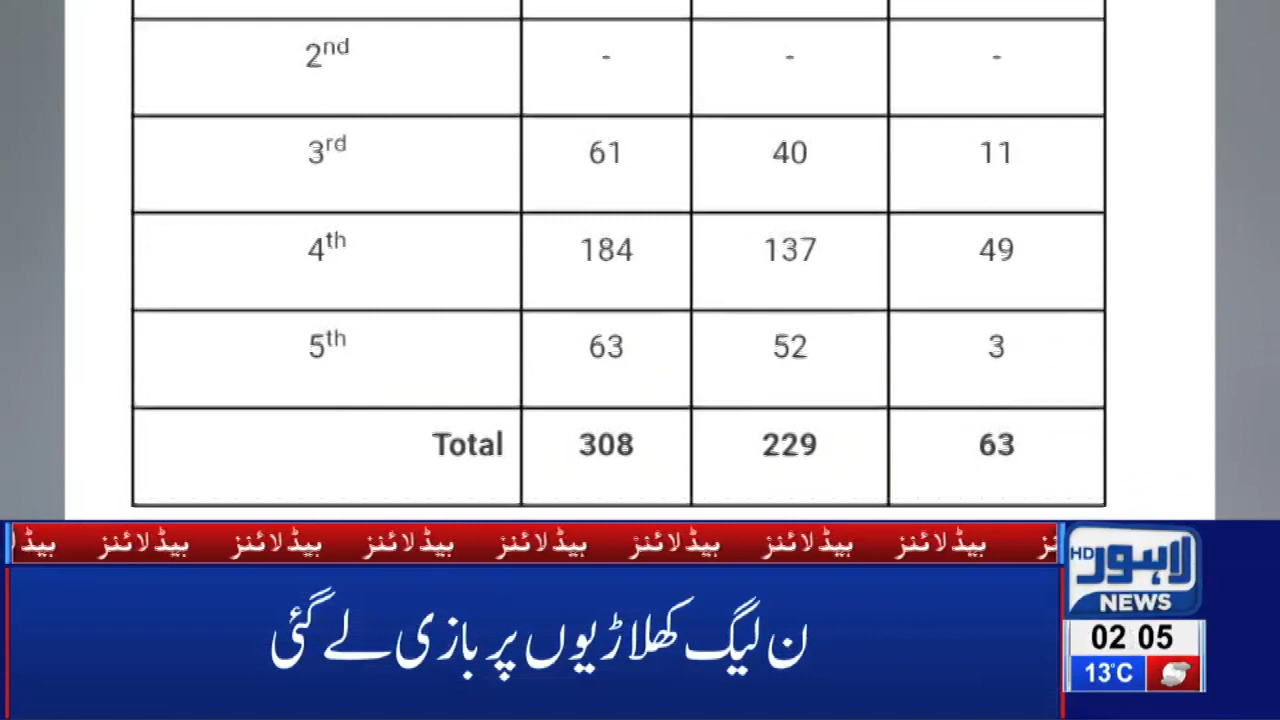 2nd - - -
3rd 61 40 11
4th 184 137 49
5th 63 52 3
Total 308 229 63
ہیڈلائنز ہیڈلائنز ہیڈلائنز ہیڈلائنز ہیڈلائنز ہیڈلائنز ہیڈلائنز
HD لاہور
NEWS
ن لیگ کھلاڑیوں پر بازی لے گئی
02 05
13°C